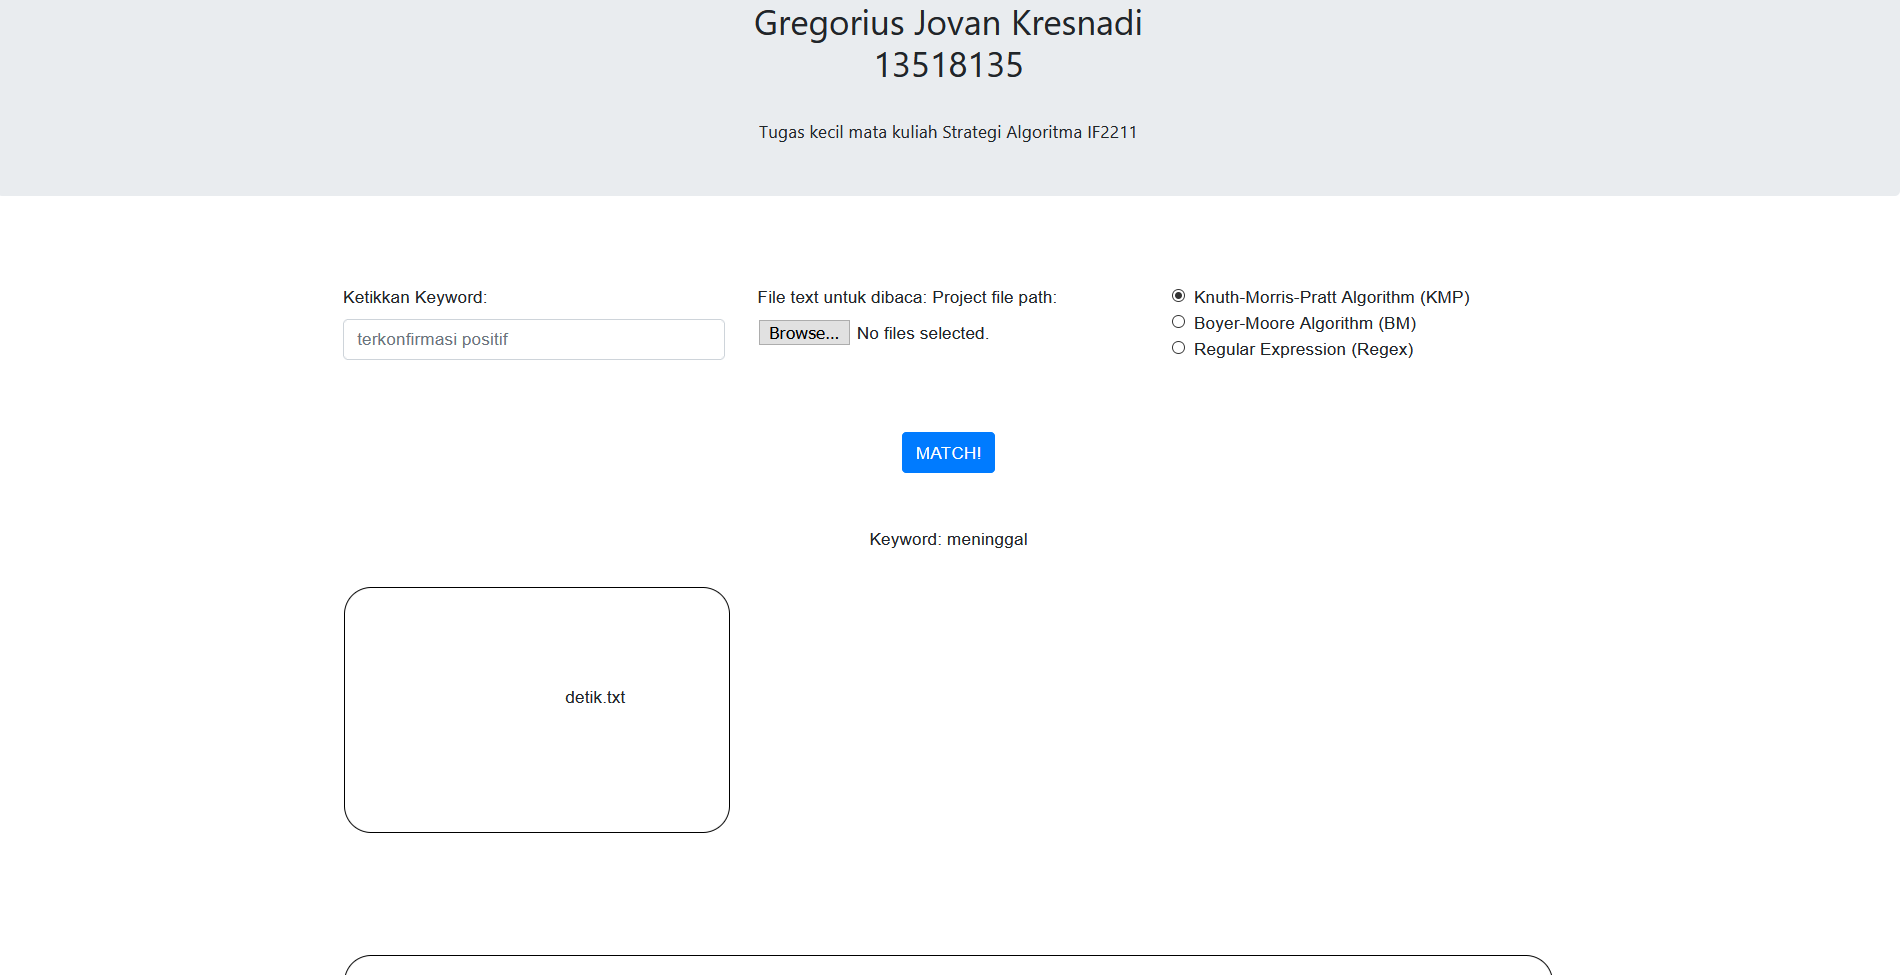 Gregorius Jovan Kresnadi
13518135
Tugas kecil mata kuliah Strategi Algoritma IF2211
Ketikkan Keyword:
terkonfirmasi positif
File text untuk dibaca: Project file path:
Browse... No files selected.
Knuth-Morris-Pratt Algorithm (KMP)
Boyer-Moore Algorithm (BM)
Regular Expression (Regex)
MATCH!
Keyword: meninggal
detik.txt